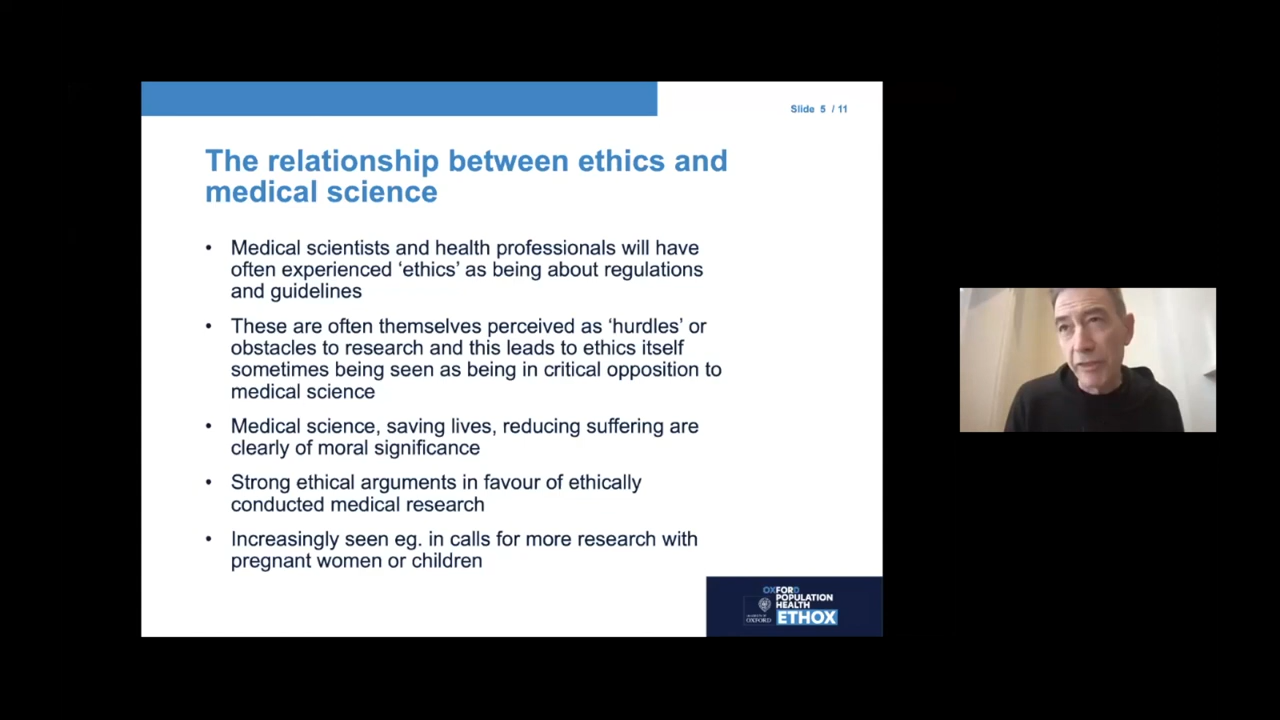 Slide 5 / 11
The relationship between ethics and
medical science
• Medical scientists and health professionals will have
often experienced ‘ethics’ as being about regulations
and guidelines
• These are often themselves perceived as ‘hurdles’ or
obstacles to research and this leads to ethics itself
sometimes being seen as being in critical opposition to
medical science
• Medical science, saving lives, reducing suffering are
clearly of moral significance
• Strong ethical arguments in favour of ethically
conducted medical research
• Increasingly seen eg. in calls for more research with
pregnant women or children
OXFORD
POPULATION
HEALTH
ETHOX
OXFORD